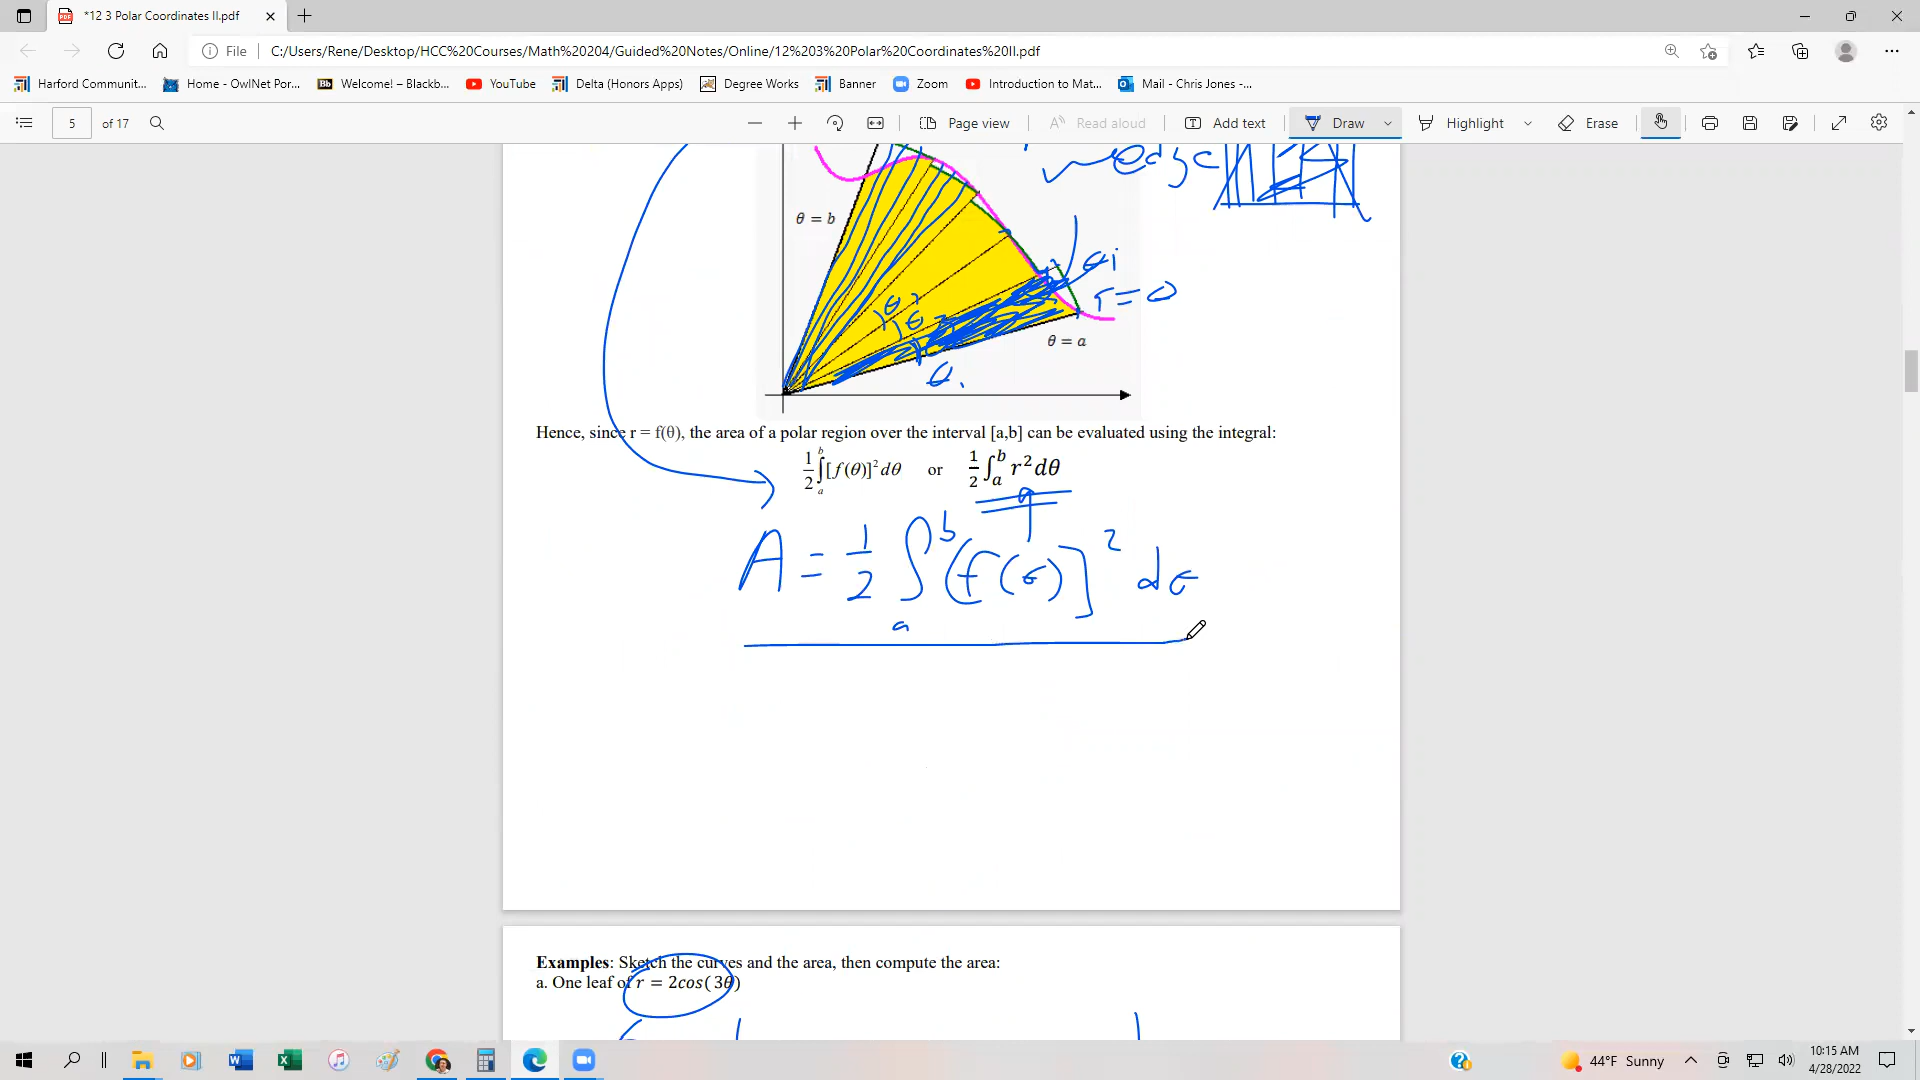 *12 3 Polar Coordinates II.pdf
File C:/Users/Rene/Desktop/HCC%20Courses/Math%20204/Guided%20Notes/Online/12%203%20Polar%20Coordinates%20II.pdf
Harford Communit... Home - OwlNet Por... Bb Welcome! – Blackb... YouTube Delta (Honors Apps) Degree Works Banner Zoom Introduction to Mat... Mail - Chris Jones -...
5 of 17 Page view Read aloud Add text Draw Highlight Erase
θ = b
θi
r = θ
θ = a
θ1
Hence, since r = f(θ), the area of a polar region over the interval [a,b] can be evaluated using the integral:
1/2 ∫_a^b [f(θ)]² dθ or 1/2 ∫_a^b r² dθ
A = 1/2 ∫_a^b (f(θ)]² dθ
Examples: Sketch the curves and the area, then compute the area:
a. One leaf of r = 2cos(3θ)
44°F Sunny 10:15 AM
4/28/2022